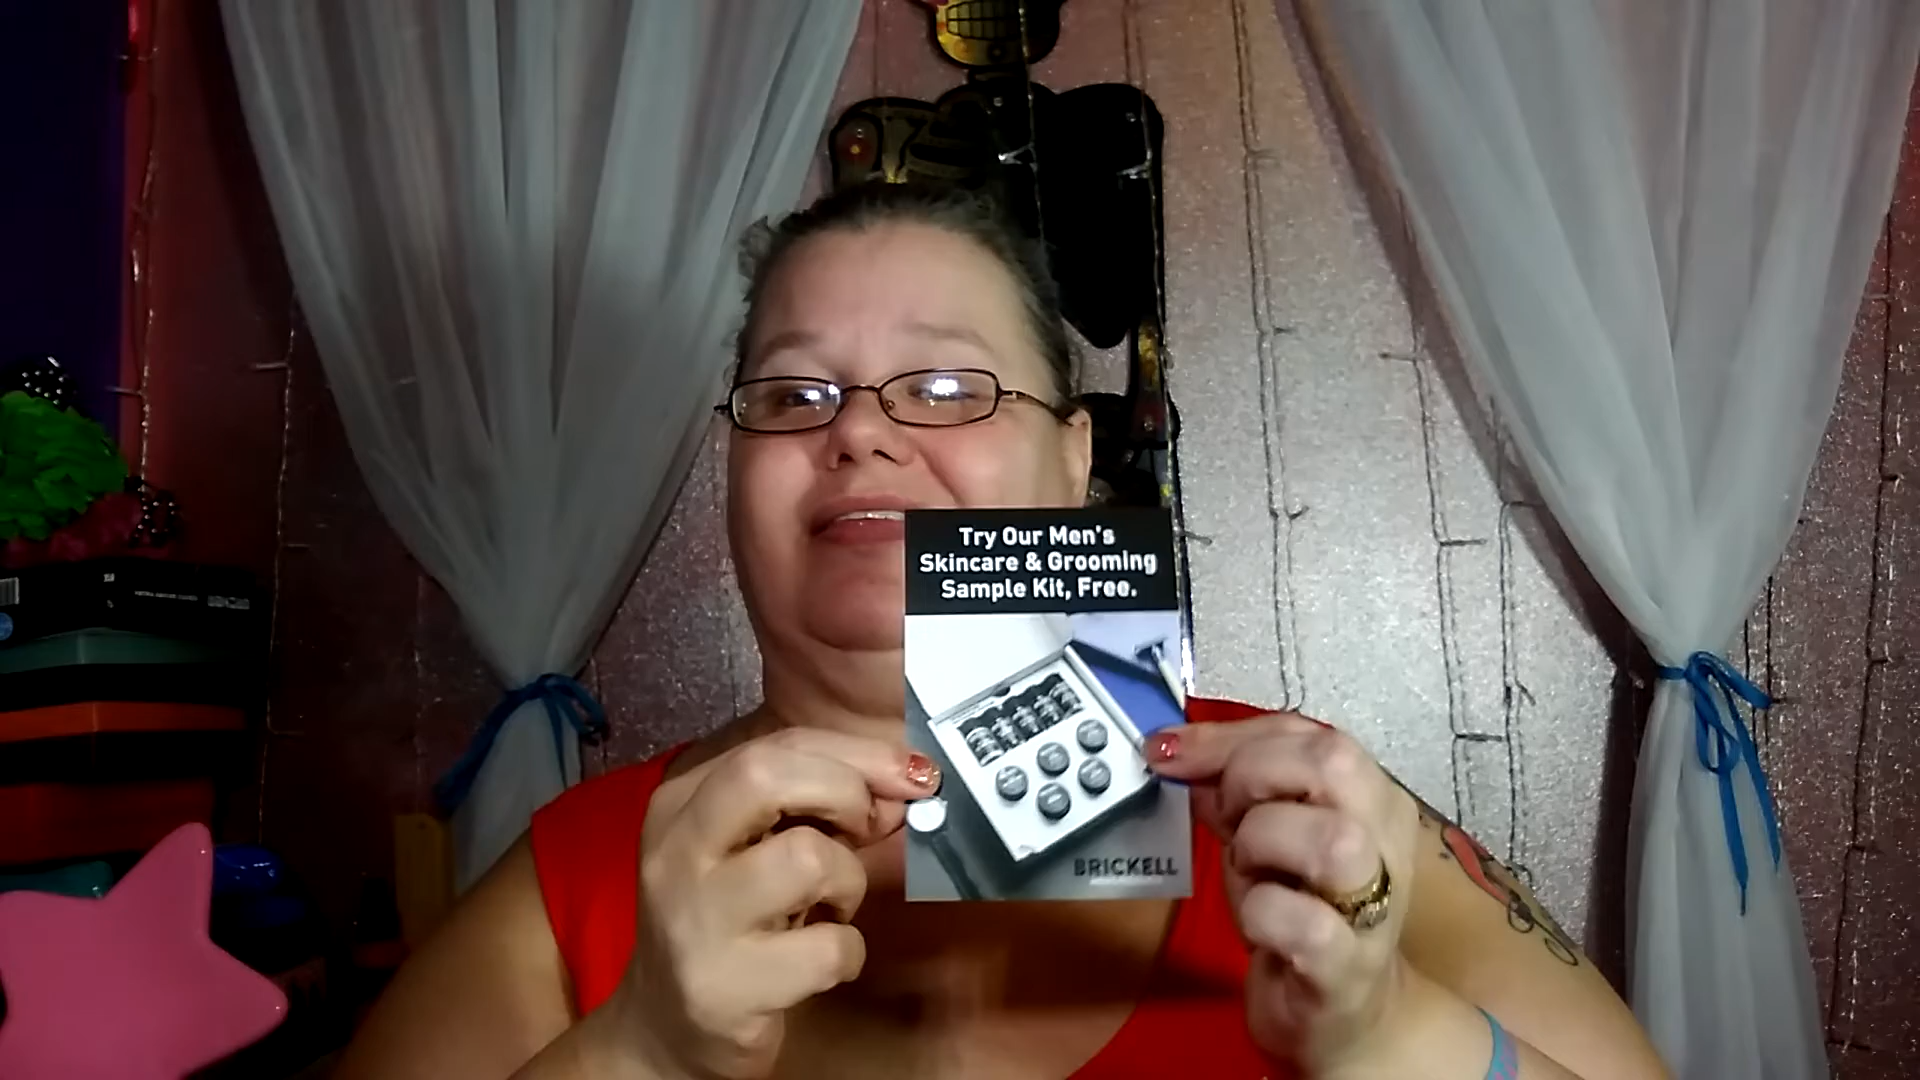 Try Our Men's
Skincare & Grooming
Sample Kit, Free.
BRICKELL